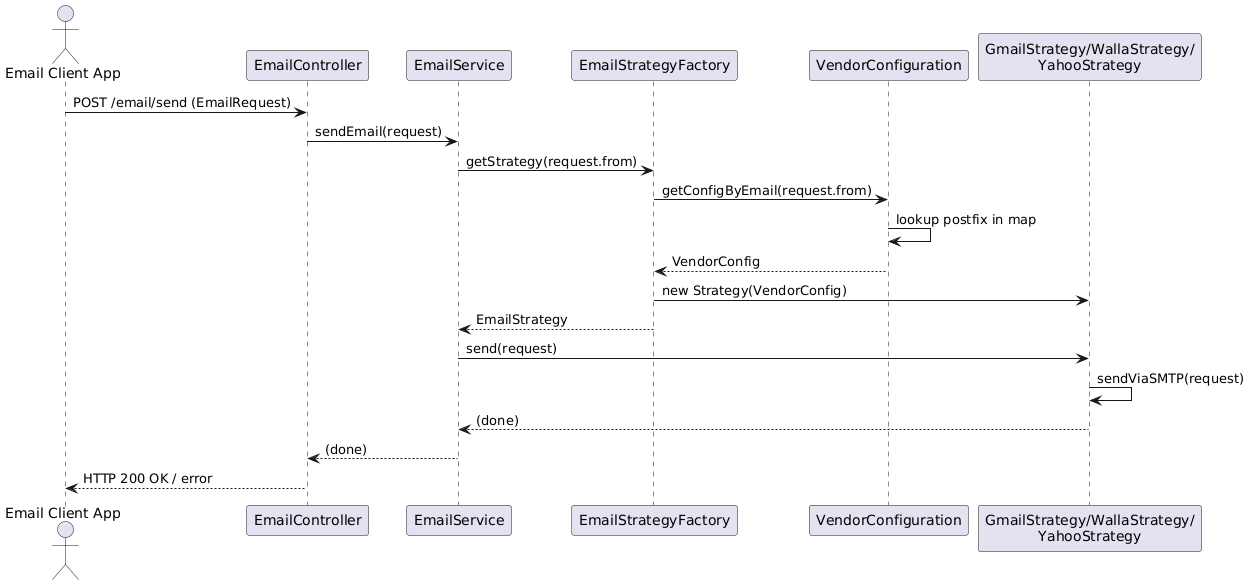 Email Client App
EmailController
EmailService
EmailStrategyFactory
VendorConfiguration
GmailStrategy/WallaStrategy/
YahooStrategy
POST /email/send (EmailRequest)
sendEmail(request)
getStrategy(request.from)
getConfigByEmail(request.from)
lookup postfix in map
VendorConfig
new Strategy(VendorConfig)
EmailStrategy
send(request)
sendViaSMTP(request)
(done)
(done)
HTTP 200 OK / error
Email Client App
EmailController
EmailService
EmailStrategyFactory
VendorConfiguration
GmailStrategy/WallaStrategy/
YahooStrategy